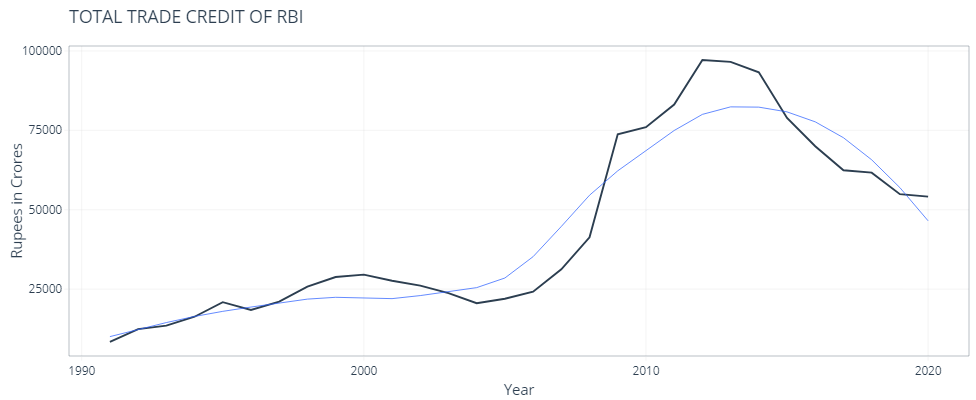 TOTAL TRADE CREDIT OF RBI
100000
75000
50000
25000
Rupees in Crores
1990 2000 2010 2020
Year